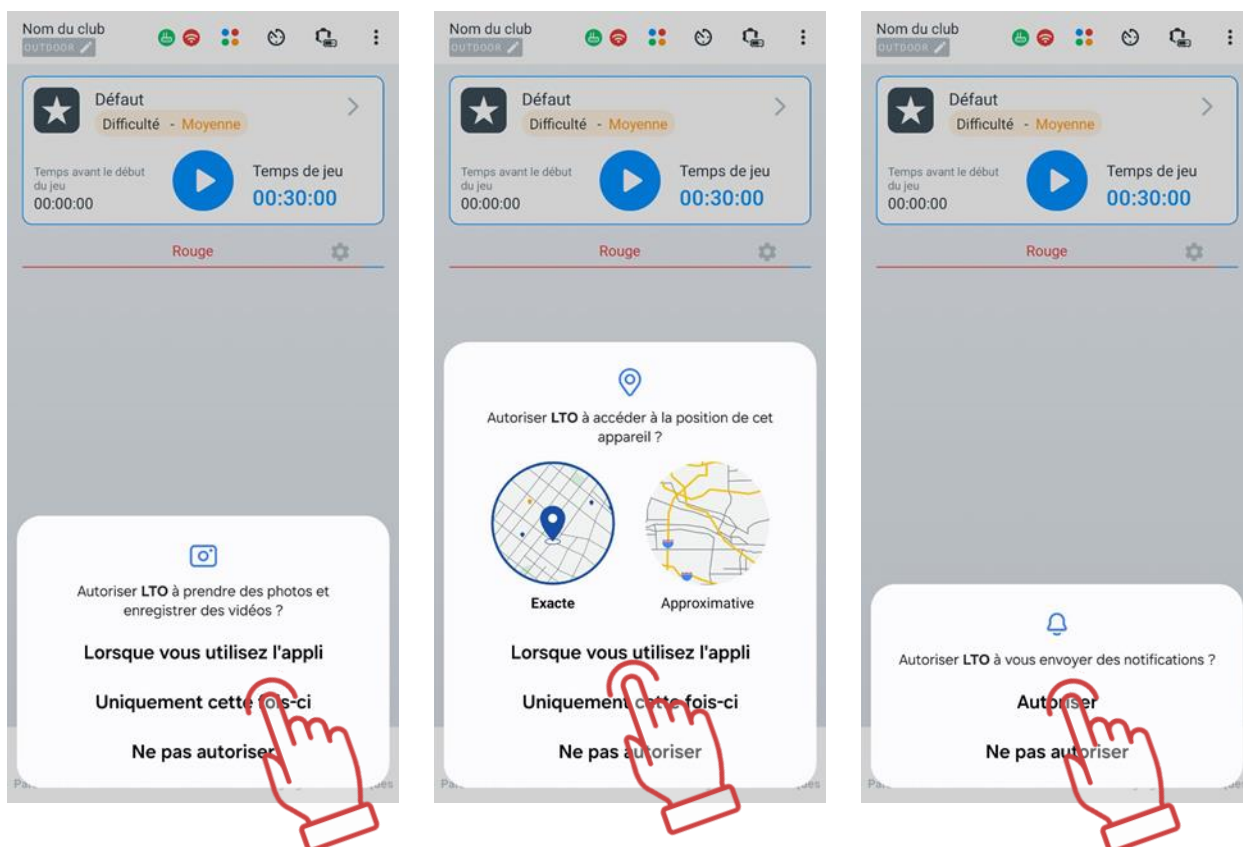 Nom du club
OUTDOOR
Défaut
Difficulté - Moyenne
Temps avant le début
du jeu
00:00:00
Temps de jeu
00:30:00
Rouge
Autoriser LTO à prendre des photos et
enregistrer des vidéos ?
Lorsque vous utilisez l'appli
Uniquement cette fois-ci
Ne pas autoriser
Nom du club
OUTDOOR
Défaut
Difficulté - Moyenne
Temps avant le début
du jeu
00:00:00
Temps de jeu
00:30:00
Rouge
Autoriser LTO à accéder à la position de cet
appareil ?
Exacte
Approximative
Lorsque vous utilisez l'appli
Uniquement cette fois-ci
Ne pas autoriser
Nom du club
OUTDOOR
Défaut
Difficulté - Moyenne
Temps avant le début
du jeu
00:00:00
Temps de jeu
00:30:00
Rouge
Autoriser LTO à vous envoyer des notifications ?
Autoriser
Ne pas autoriser